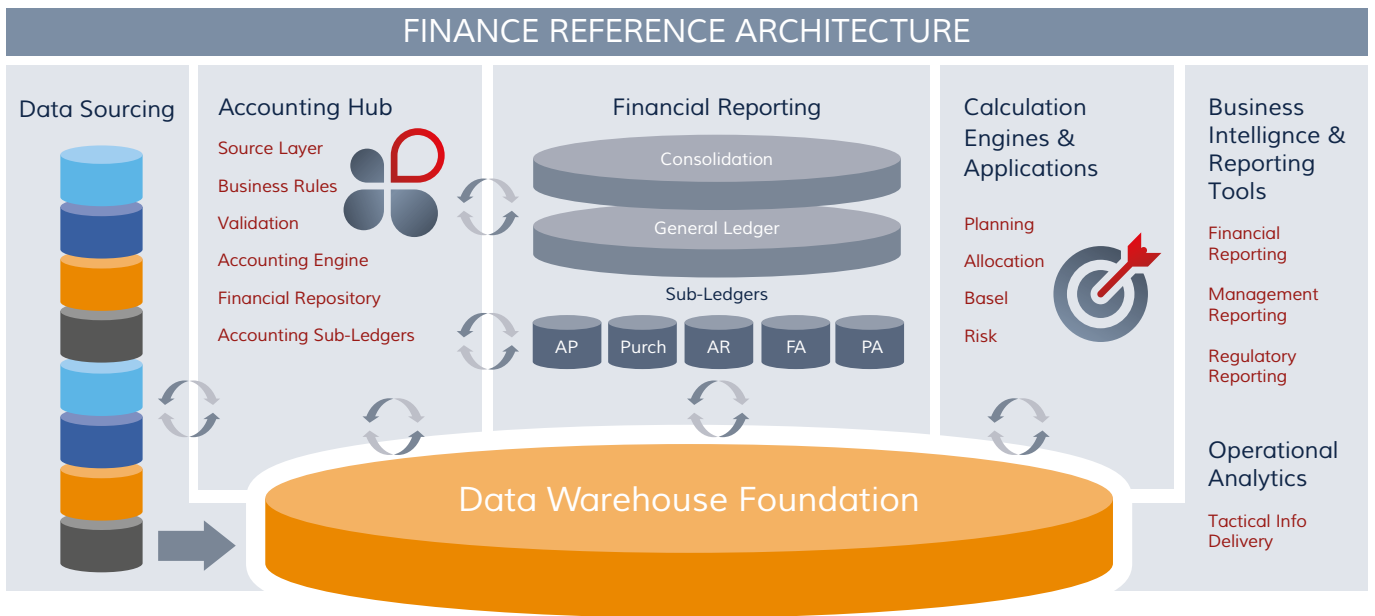 FINANCE REFERENCE ARCHITECTURE
Data Sourcing
Accounting Hub
Source Layer
Business Rules
Validation
Accounting Engine
Financial Repository
Accounting Sub-Ledgers
Financial Reporting
Consolidation
General Ledger
Sub-Ledgers
AP
Purch
AR
FA
PA
Calculation
Engines &
Applications
Planning
Allocation
Basel
Risk
Business
Intellignce &
Reporting
Tools
Financial
Reporting
Management
Reporting
Regulatory
Reporting
Operational
Analytics
Tactical Info
Delivery
Data Warehouse Foundation